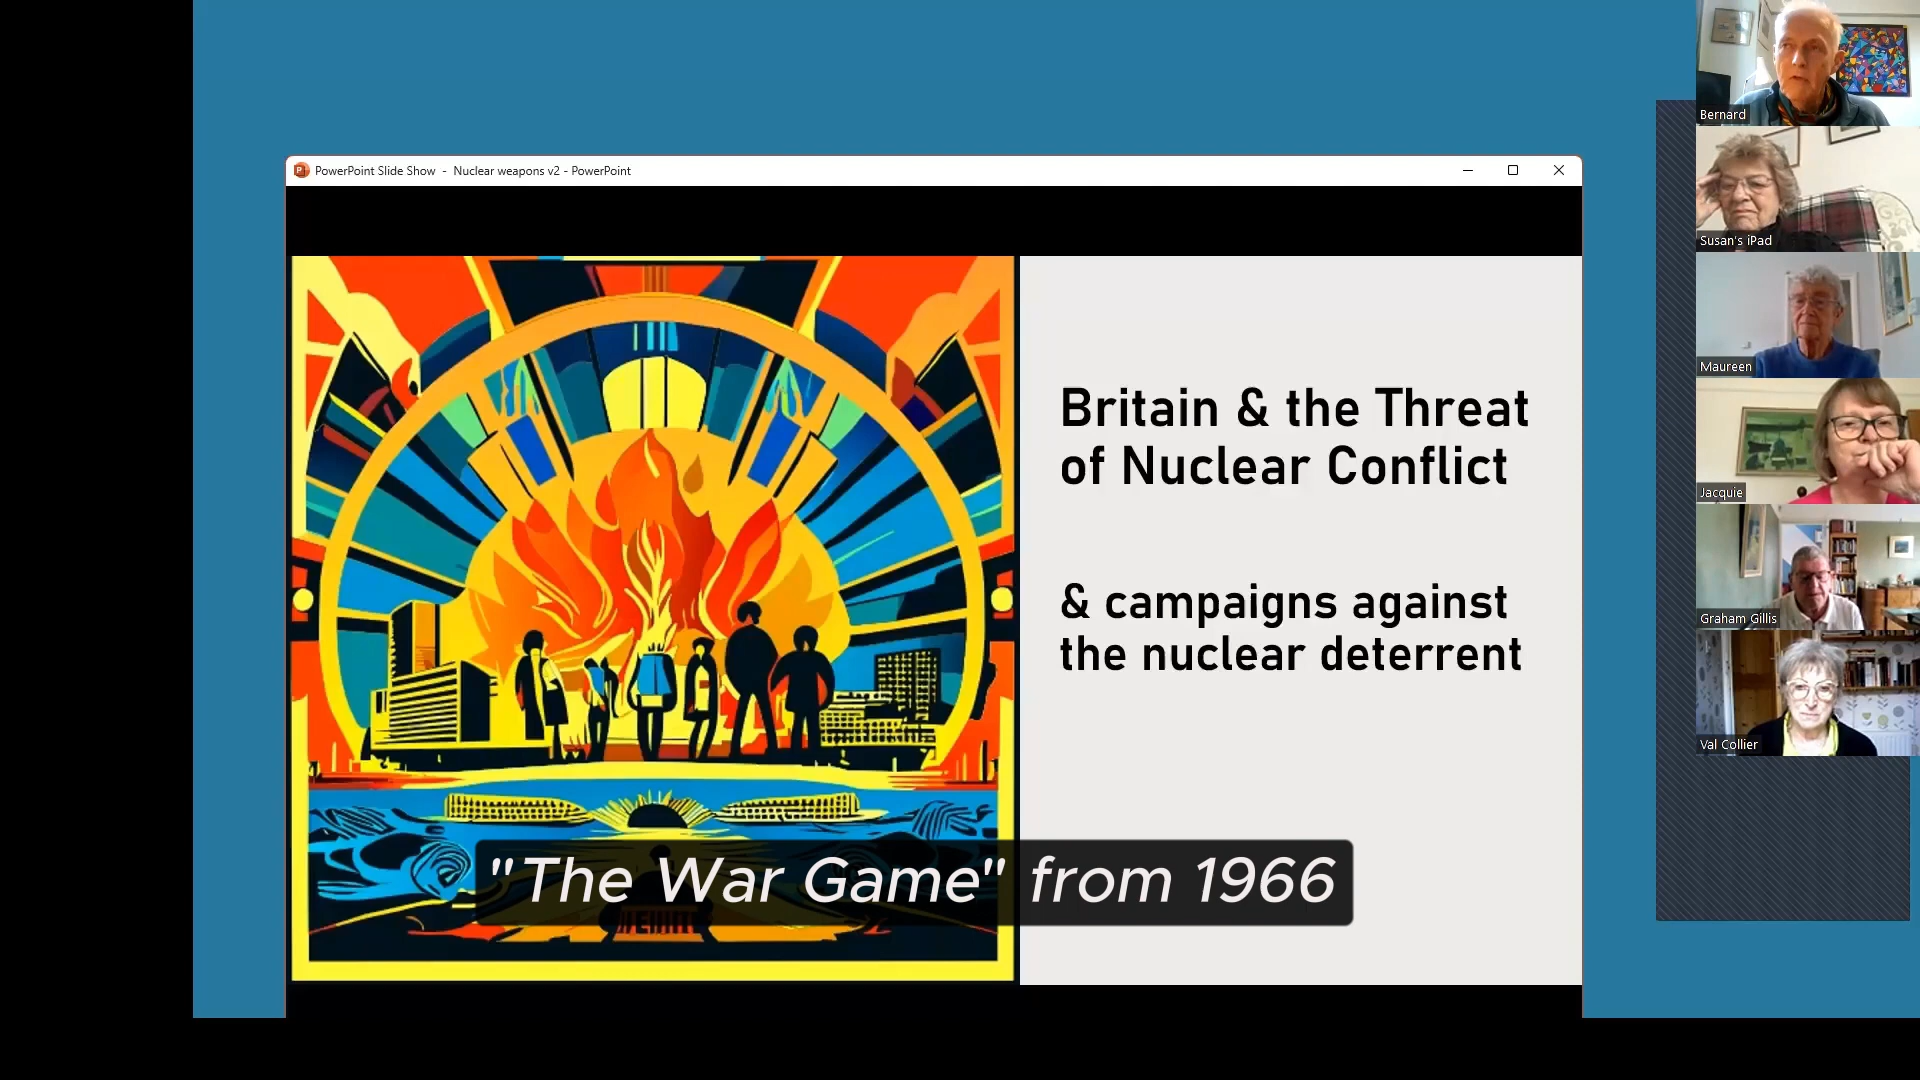 PowerPoint Slide Show - Nuclear weapons v2 - PowerPoint
Britain & the Threat
of Nuclear Conflict
& campaigns against
the nuclear deterrent
"The War Game" from 1966
Bernard
Susan's iPad
Maureen
Jacquie
Graham Gillis
Val Collier